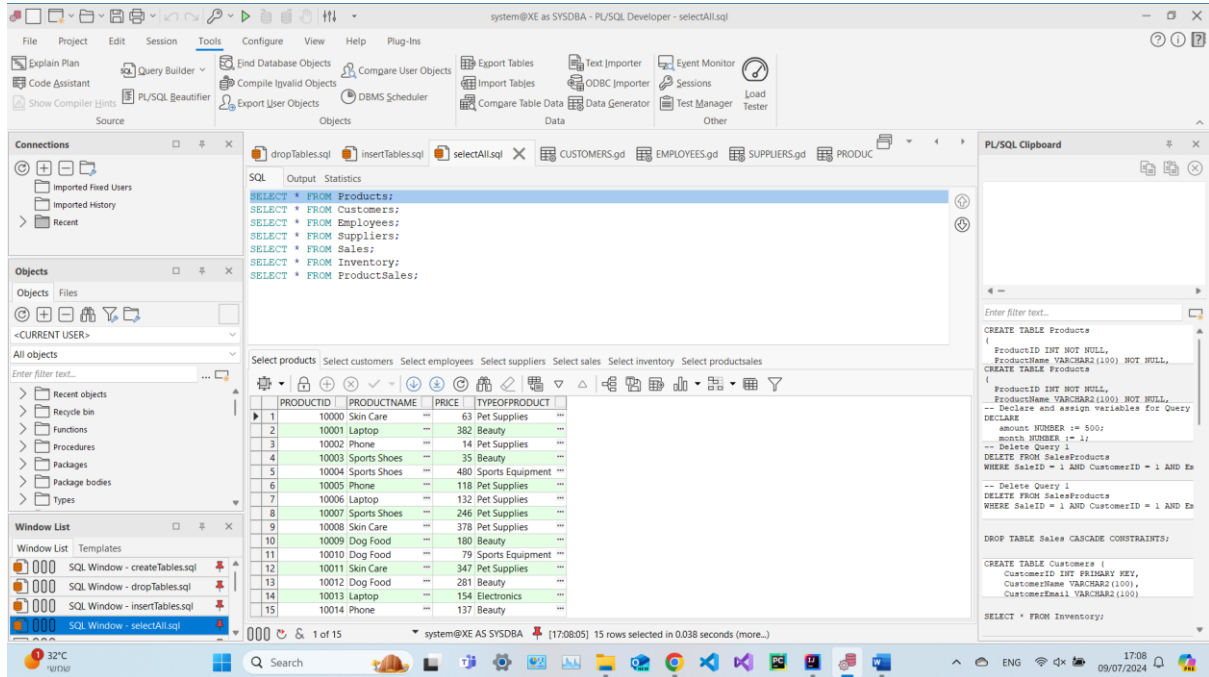 system@XE as SYSDBA - PL/SQL Developer - selectAll.sql
File Project Edit Session Tools Configure View Help Plug-Ins
Explain Plan
Code Assistant
Show Compiler Hints
Query Builder
PL/SQL Beautifier
Source
Find Database Objects
Compile Invalid Objects
Export User Objects
Compare User Objects
DBMS Scheduler
Objects
Export Tables
Import Tables
Compare Table Data
Text Importer
ODBC Importer
Data Generator
Data
Event Monitor
Sessions
Test Manager
Load
Tester
Other
Connections
Imported Fixed Users
Imported History
Recent
Objects
Objects Files
<CURRENT USER>
All objects
Enter filter text...
Recent objects
Recycle bin
Functions
Procedures
Packages
Package bodies
Types
Window List
Window List Templates
SQL Window - createTables.sql
SQL Window - dropTables.sql
SQL Window - insertTables.sql
SQL Window - selectAll.sql
dropTables.sql insertTables.sql selectAll.sql CUSTOMERS.gd EMPLOYEES.gd SUPPLIERS.gd PRODUC
SQL Output Statistics
SELECT * FROM Products;
SELECT * FROM Customers;
SELECT * FROM Employees;
SELECT * FROM Suppliers;
SELECT * FROM Sales;
SELECT * FROM Inventory;
SELECT * FROM ProductSales;
Select products Select customers Select employees Select suppliers Select sales Select inventory Select productsales
PRODUCTID PRODUCTNAME PRICE TYPEOFPRODUCT
1 10000 Skin Care ... 63 Pet Supplies ...
2 10001 Laptop ... 382 Beauty ...
3 10002 Phone ... 14 Pet Supplies ...
4 10003 Sports Shoes ... 35 Beauty ...
5 10004 Sports Shoes ... 480 Sports Equipment ...
6 10005 Phone ... 118 Pet Supplies ...
7 10006 Laptop ... 132 Pet Supplies ...
8 10007 Sports Shoes ... 246 Pet Supplies ...
9 10008 Skin Care ... 378 Pet Supplies ...
10 10009 Dog Food ... 180 Beauty ...
11 10010 Dog Food ... 79 Sports Equipment ...
12 10011 Skin Care ... 347 Pet Supplies ...
13 10012 Dog Food ... 281 Beauty ...
14 10013 Laptop ... 154 Electronics ...
15 10014 Phone ... 137 Beauty ...
1 of 15 system@XE AS SYSDBA [17:08:05] 15 rows selected in 0.038 seconds (more...)
PL/SQL Clipboard
Enter filter text...
CREATE TABLE Products
(
ProductID INT NOT NULL,
ProductName VARCHAR2(100) NOT NULL,
CREATE TABLE Products
(
ProductID INT NOT NULL,
ProductName VARCHAR2(100) NOT NULL,
-- Declare and assign variables for Query
DECLARE
amount NUMBER := 500;
month NUMBER := 1;
-- Delete Query 1
DELETE FROM SalesProducts
WHERE SaleID = 1 AND CustomerID = 1 AND Em
-- Delete Query 1
DELETE FROM SalesProducts
WHERE SaleID = 1 AND CustomerID = 1 AND Em
DROP TABLE Sales CASCADE CONSTRAINTS;
CREATE TABLE Customers (
CustomerID INT PRIMARY KEY,
CustomerName VARCHAR2(100),
CustomerEmail VARCHAR2(100)
SELECT * FROM Inventory;
1
32°C
שמשי
Search
ENG
17:08
09/07/2024